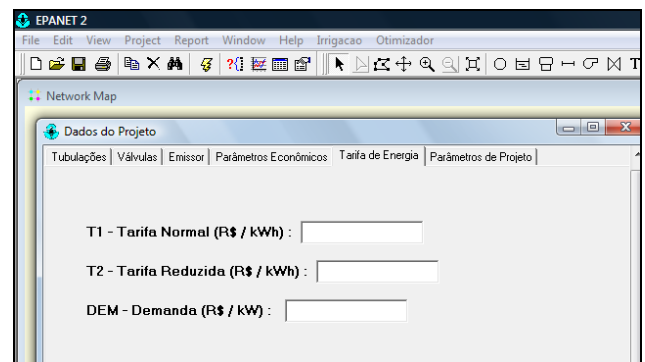 EPANET 2
File Edit View Project Report Window Help Irrigacao Otimizador
T
Network Map
Dados do Projeto
Tubulações Válvulas Emissor Parâmetros Econômicos Tarifa de Energia Parâmetros de Projeto
T1 - Tarifa Normal (R$ / kWh) :
T2 - Tarifa Reduzida (R$ / kWh) :
DEM - Demanda (R$ / kW) :